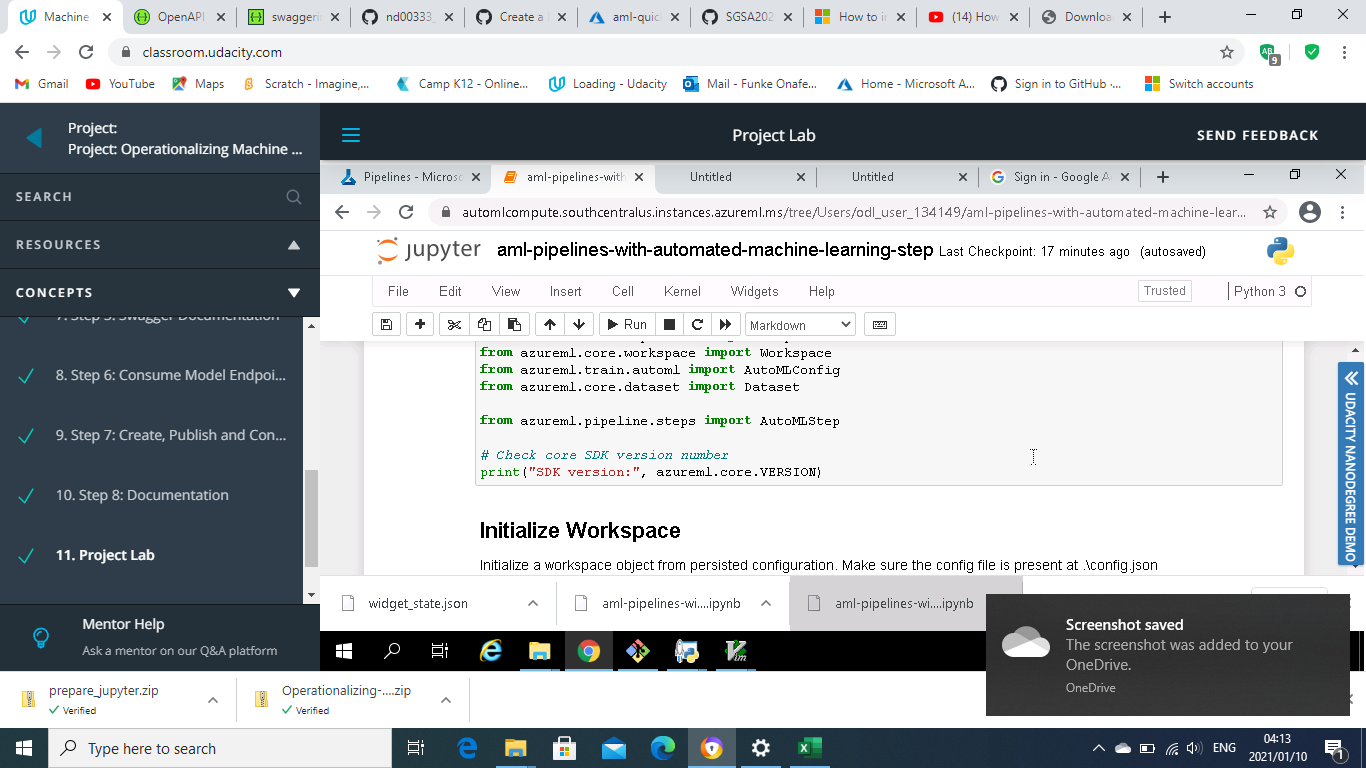 Machine
OpenAPI
swaggerin
nd00333_
Create a
aml-quic
SGSA202
How to in
(14) How
Downloa
classroom.udacity.com
9
Gmail
YouTube
Maps
Scratch - Imagine,...
Camp K12 - Online...
Loading - Udacity
Mail - Funke Onafe...
Home - Microsoft A...
Sign in to GitHub ·...
Switch accounts
Project:
Project: Operationalizing Machine ...
Project Lab
SEND FEEDBACK
SEARCH
RESOURCES
CONCEPTS
7. Step 5: Swagger Documentation
8. Step 6: Consume Model Endpoi...
9. Step 7: Create, Publish and Con...
10. Step 8: Documentation
11. Project Lab
Mentor Help
Ask a mentor on our Q&A platform
Pipelines - Microso
aml-pipelines-with
Untitled
Untitled
Sign in - Google A
automlcompute.southcentralus.instances.azureml.ms/tree/Users/odl_user_134149/aml-pipelines-with-automated-machine-lear...
jupyter aml-pipelines-with-automated-machine-learning-step Last Checkpoint: 17 minutes ago (autosaved)
File Edit View Insert Cell Kernel Widgets Help
Trusted
Python 3
Run
Markdown
from azureml.core.workspace import Workspace
from azureml.train.automl import AutoMLConfig
from azureml.core.dataset import Dataset
from azureml.pipeline.steps import AutoMLStep
# Check core SDK version number
print("SDK version:", azureml.core.VERSION)
Initialize Workspace
Initialize a workspace object from persisted configuration. Make sure the config file is present at .\config.json
UDACITY NANODEGREE DEMO
widget_state.json
aml-pipelines-wi....ipynb
aml-pipelines-wi....ipynb
Screenshot saved
The screenshot was added to your
OneDrive.
OneDrive
prepare_jupyter.zip
Verified
Operationalizing-....zip
Verified
Type here to search
ENG
04:13
2021/01/10
1